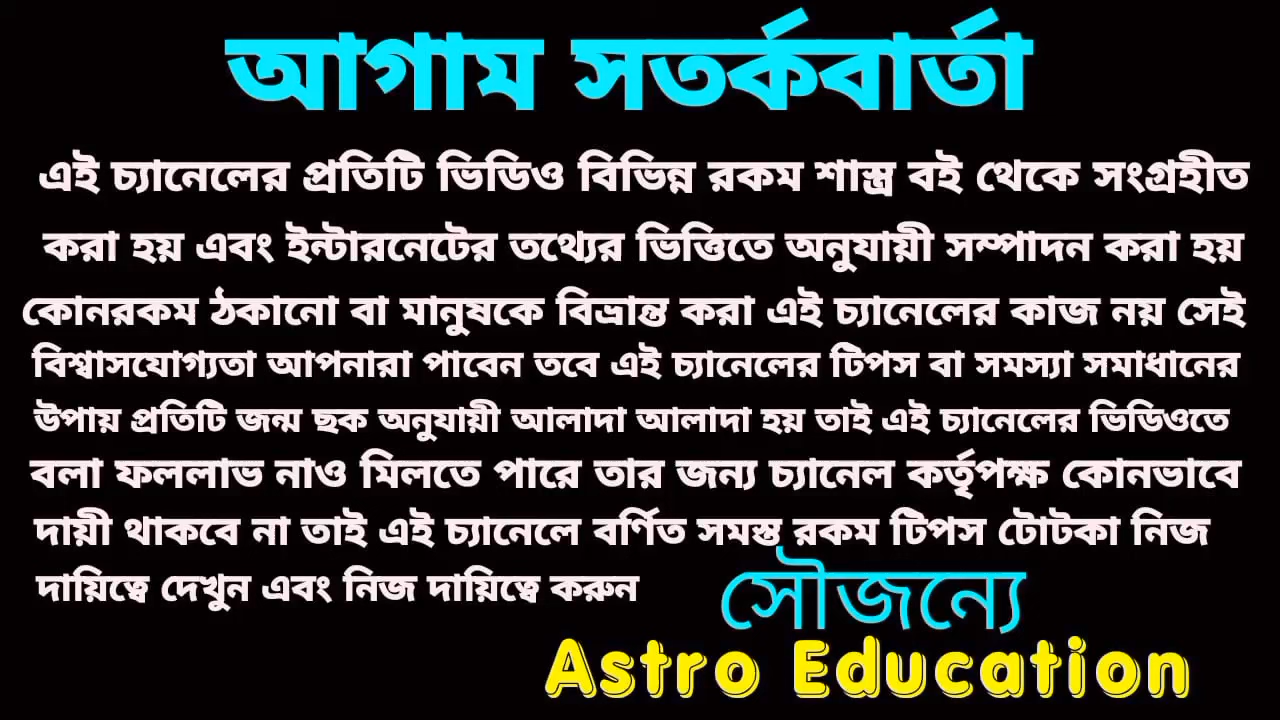 আগাম সতর্কবার্তা
এই চ্যানেলের প্রতিটি ভিডিও বিভিন্ন রকম শাস্ত্র বই থেকে সংগ্রহীত
করা হয় এবং ইন্টারনেটের তথ্যের ভিত্তিতে অনুযায়ী সম্পাদন করা হয়
কোনরকম ঠকানো বা মানুষকে বিভ্রান্ত করা এই চ্যানেলের কাজ নয় সেই
বিশ্বাসযোগ্যতা আপনারা পাবেন তবে এই চ্যানেলের টিপস বা সমস্যা সমাধানের
উপায় প্রতিটি জন্ম ছক অনুযায়ী আলাদা আলাদা হয় তাই এই চ্যানেলের ভিডিওতে
বলা ফললাভ নাও মিলতে পারে তার জন্য চ্যানেল কর্তৃপক্ষ কোনভাবে
দায়ী থাকবে না তাই এই চ্যানেলে বর্ণিত সমস্ত রকম টিপস টোটকা নিজ
দায়িত্বে দেখুন এবং নিজ দায়িত্বে করুন
সৌজন্যে
Astro Education